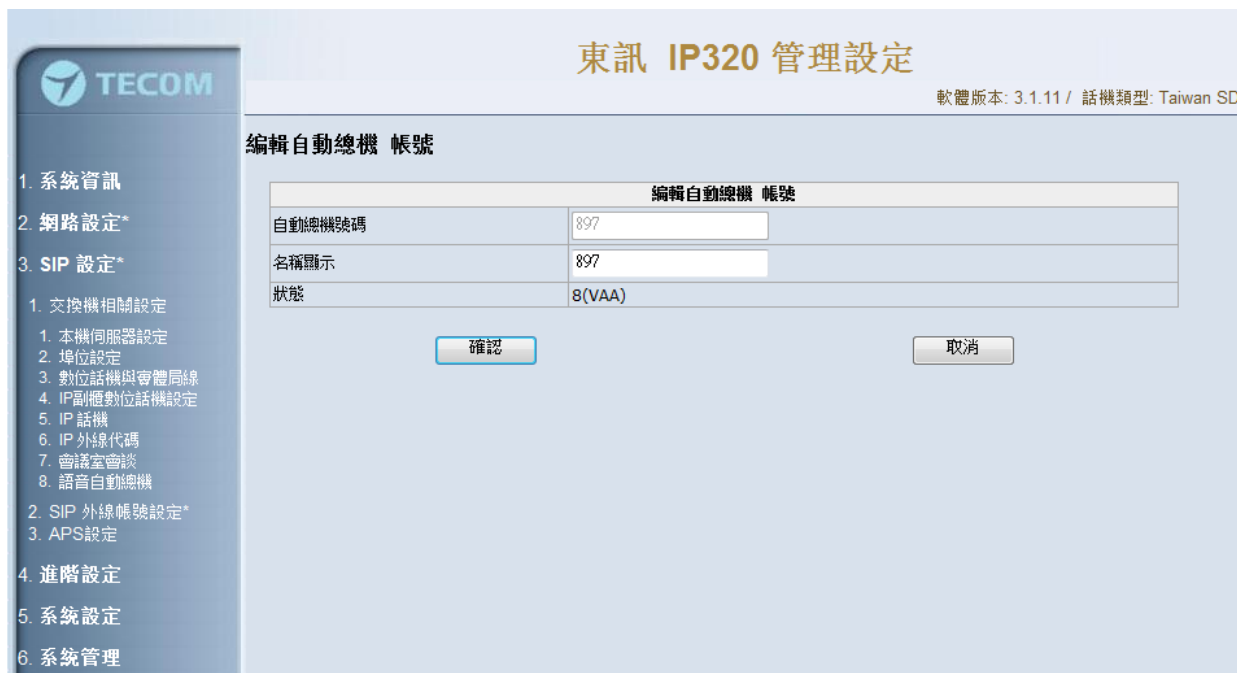 TECOM
東訊 IP320 管理設定
軟體版本: 3.1.11 / 話機類型: Taiwan SD
1. 系統資訊
2. 網路設定*
3. SIP 設定*
1. 交換機相關設定
1. 本機伺服器設定
2. 埠位設定
3. 數位話機與實體局線
4. IP副櫃數位話機設定
5. IP 話機
6. IP 外線代碼
7. 會議室會談
8. 語音自動總機
2. SIP 外線帳號設定*
3. APS設定
4. 進階設定
5. 系統設定
6. 系統管理
編輯自動總機 帳號
編輯自動總機 帳號
自動總機號碼 897
名稱顯示 897
狀態 8(VAA)
確認 取消